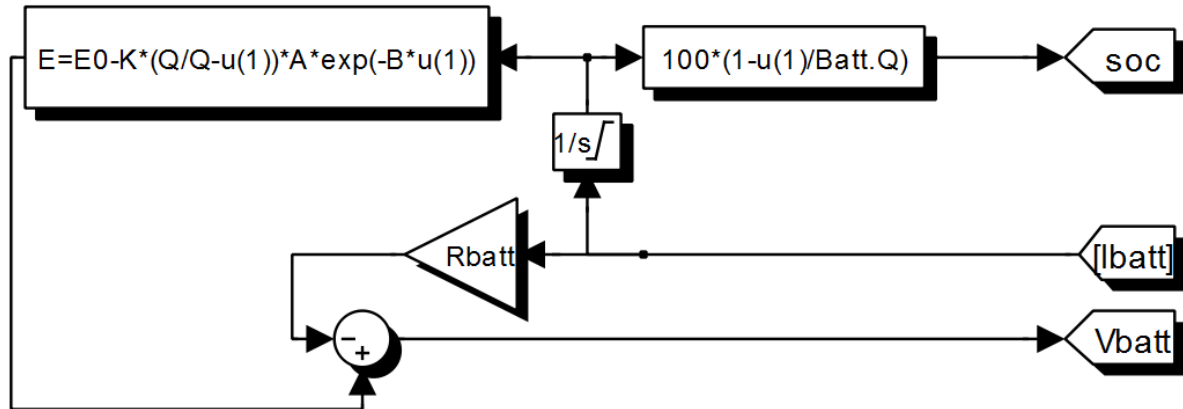 E=E0-K*(Q/Q-u(1))*A*exp(-B*u(1))
100*(1-u(1)/Batt.Q)
soc
1/s
Rbatt
[Ibatt]
-
+
Vbatt